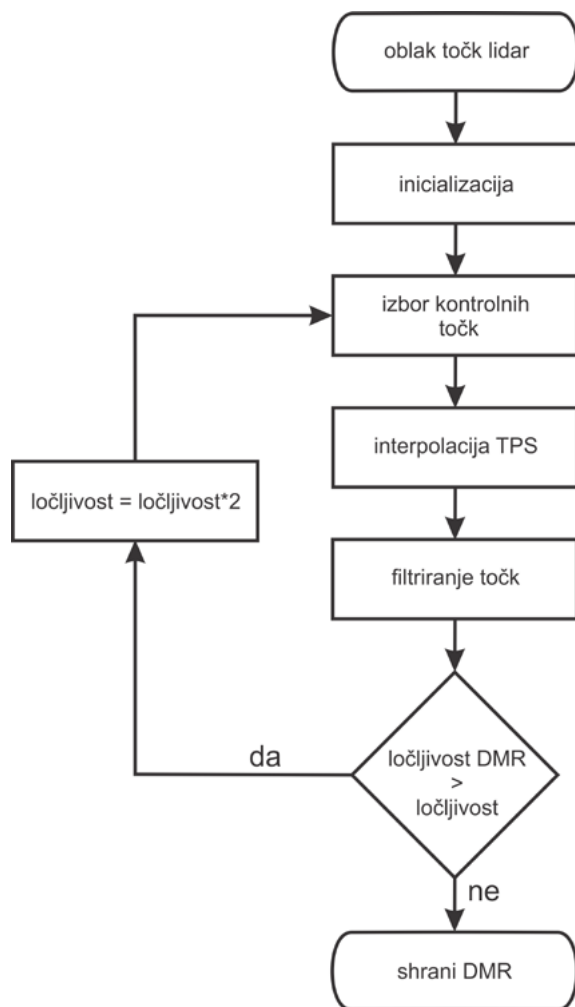 oblak točk lidar
inicializacija
izbor kontrolnih
točk
interpolacija TPS
ločljivost = ločljivost*2
filtriranje točk
da
ločljivost DMR
>
ločljivost
ne
shrani DMR